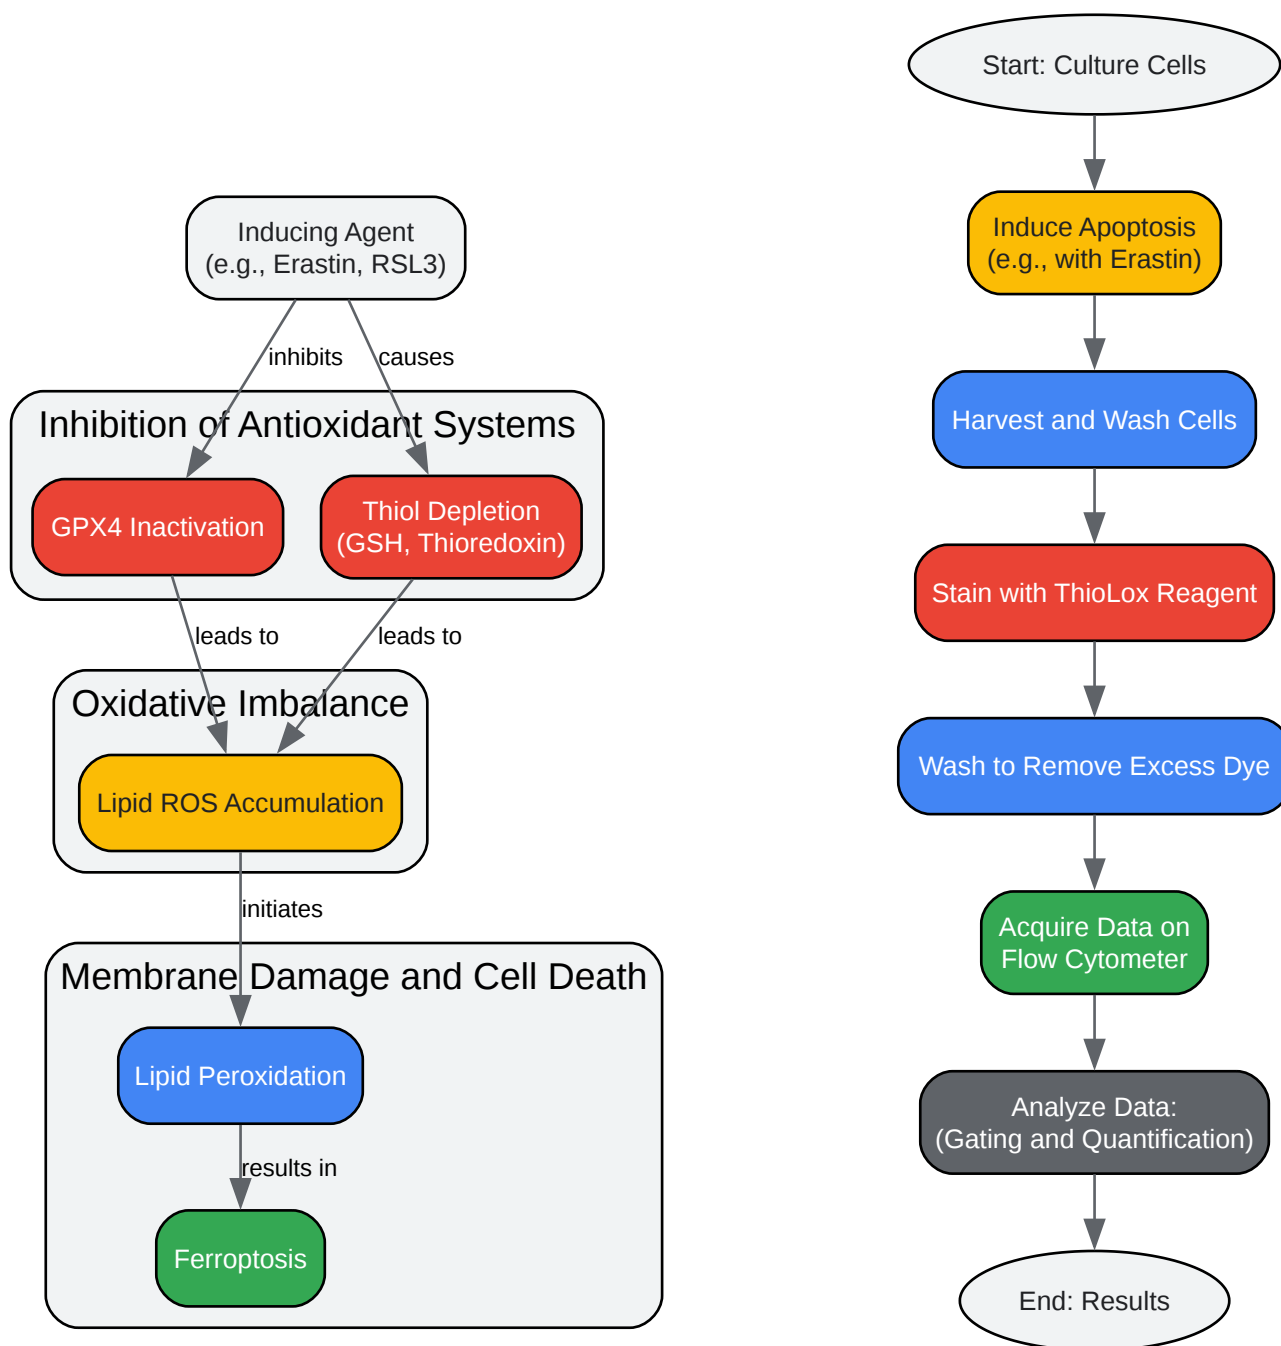 Inducing Agent
(e.g., Erastin, RSL3)
inhibits
causes
Inhibition of Antioxidant Systems
GPX4 Inactivation
Thiol Depletion
(GSH, Thioredoxin)
leads to
leads to
Oxidative Imbalance
Lipid ROS Accumulation
initiates
Membrane Damage and Cell Death
Lipid Peroxidation
results in
Ferroptosis
Start: Culture Cells
Induce Apoptosis
(e.g., with Erastin)
Harvest and Wash Cells
Stain with ThioLox Reagent
Wash to Remove Excess Dye
Acquire Data on
Flow Cytometer
Analyze Data:
(Gating and Quantification)
End: Results